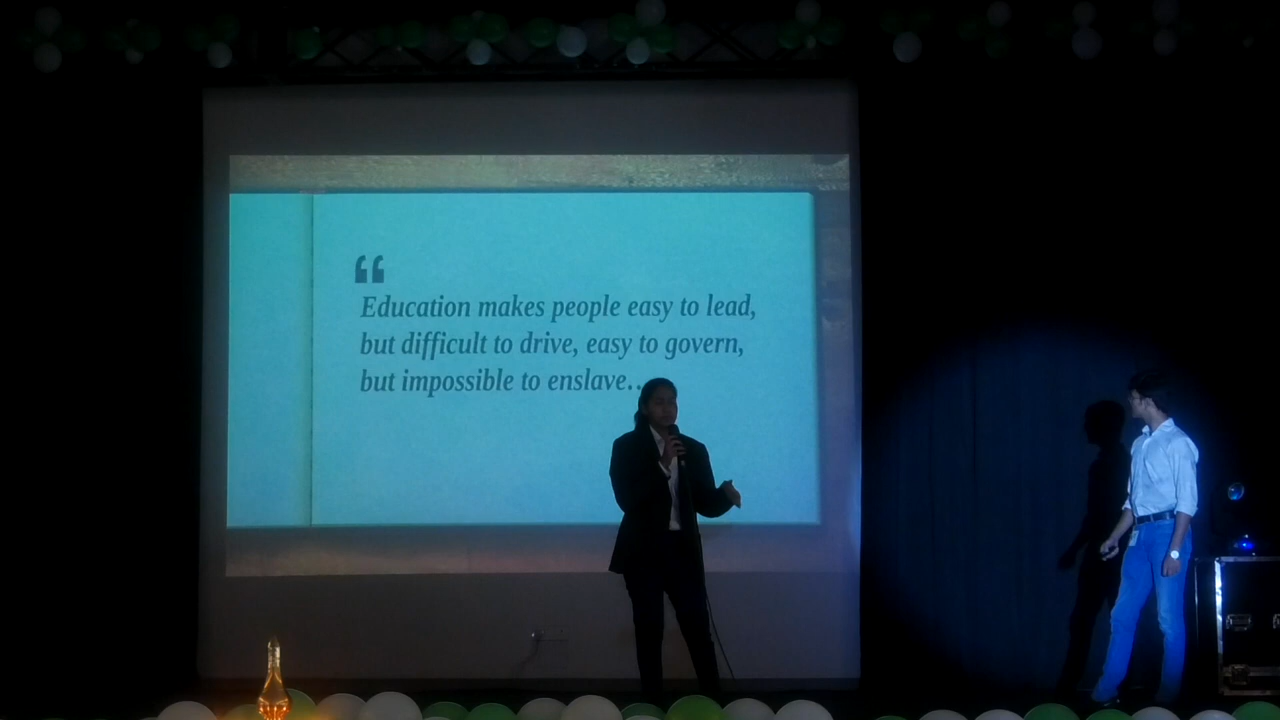 “
Education makes people easy to lead,
but difficult to drive, easy to govern,
but impossible to enslave..